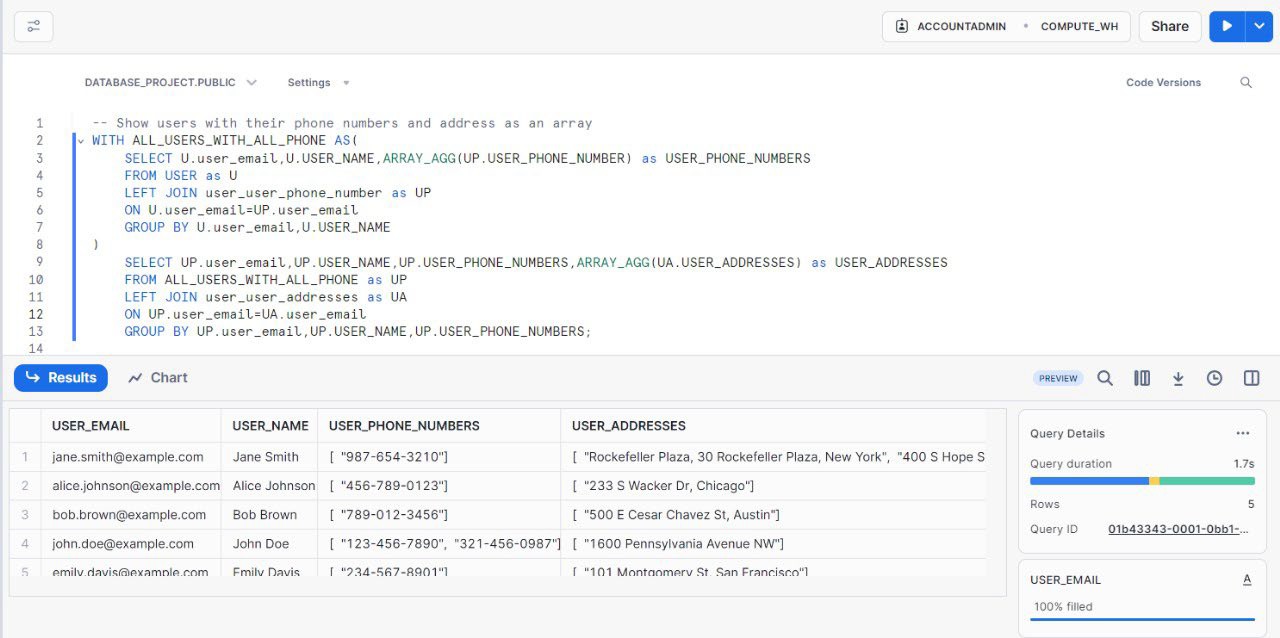 ACCOUNTADMIN • COMPUTE_WH Share
DATABASE_PROJECT.PUBLIC Settings Code Versions
1 -- Show users with their phone numbers and address as an array
2 WITH ALL_USERS_WITH_ALL_PHONE AS(
3 SELECT U.user_email,U.USER_NAME,ARRAY_AGG(UP.USER_PHONE_NUMBER) as USER_PHONE_NUMBERS
4 FROM USER as U
5 LEFT JOIN user_user_phone_number as UP
6 ON U.user_email=UP.user_email
7 GROUP BY U.user_email,U.USER_NAME
8 )
9 SELECT UP.user_email,UP.USER_NAME,UP.USER_PHONE_NUMBERS,ARRAY_AGG(UA.USER_ADDRESSES) as USER_ADDRESSES
10 FROM ALL_USERS_WITH_ALL_PHONE as UP
11 LEFT JOIN user_user_addresses as UA
12 ON UP.user_email=UA.user_email
13 GROUP BY UP.user_email,UP.USER_NAME,UP.USER_PHONE_NUMBERS;
14
Results Chart PREVIEW
USER_EMAIL USER_NAME USER_PHONE_NUMBERS USER_ADDRESSES
1 jane.smith@example.com Jane Smith [ "987-654-3210"] [ "Rockefeller Plaza, 30 Rockefeller Plaza, New York", "400 S Hope S
2 alice.johnson@example.com Alice Johnson [ "456-789-0123"] [ "233 S Wacker Dr, Chicago"]
3 bob.brown@example.com Bob Brown [ "789-012-3456"] [ "500 E Cesar Chavez St, Austin"]
4 john.doe@example.com John Doe [ "123-456-7890", "321-456-0987"] [ "1600 Pennsylvania Avenue NW"]
5 emily.davis@example.com Emily Davis [ "234-567-8901"] [ "101 Montgomery St, San Francisco"]
Query Details ...
Query duration 1.7s
Rows 5
Query ID 01b43343-0001-0bb1-...
USER_EMAIL A
100% filled